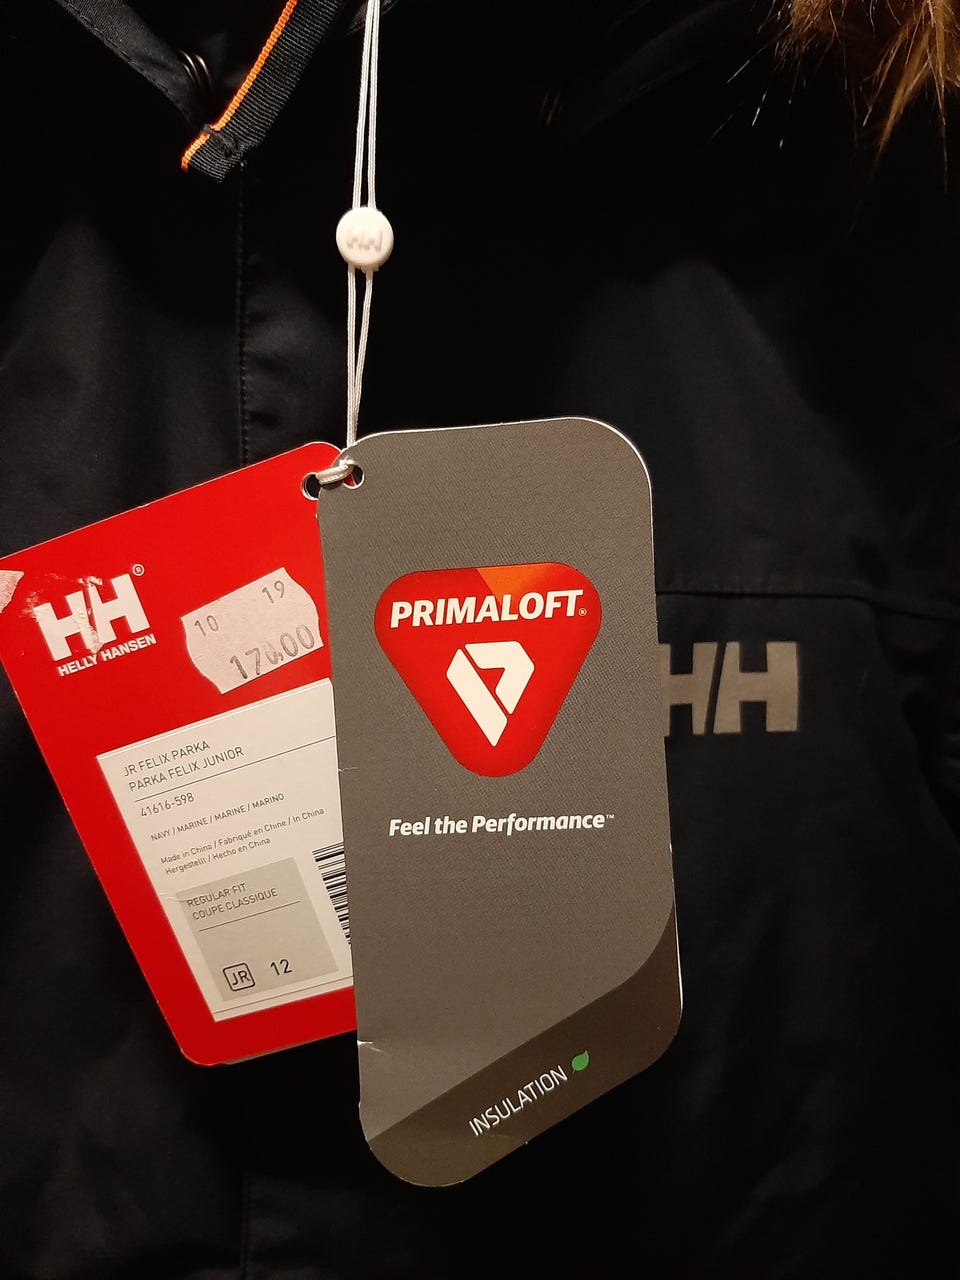 HH
HH®
HELLY HANSEN
10 19
170,00
JR FELIX PARKA
PARKA FELIX JUNIOR
41616-598
NAVY / MARINE / MARINE / MARINO
Made in China / Fabriqué en Chine / In China
Hergestellt / Hecho en China
REGULAR FIT
COUPE CLASSIQUE
JR 12
PRIMALOFT®
Feel the Performance™
INSULATION
HH